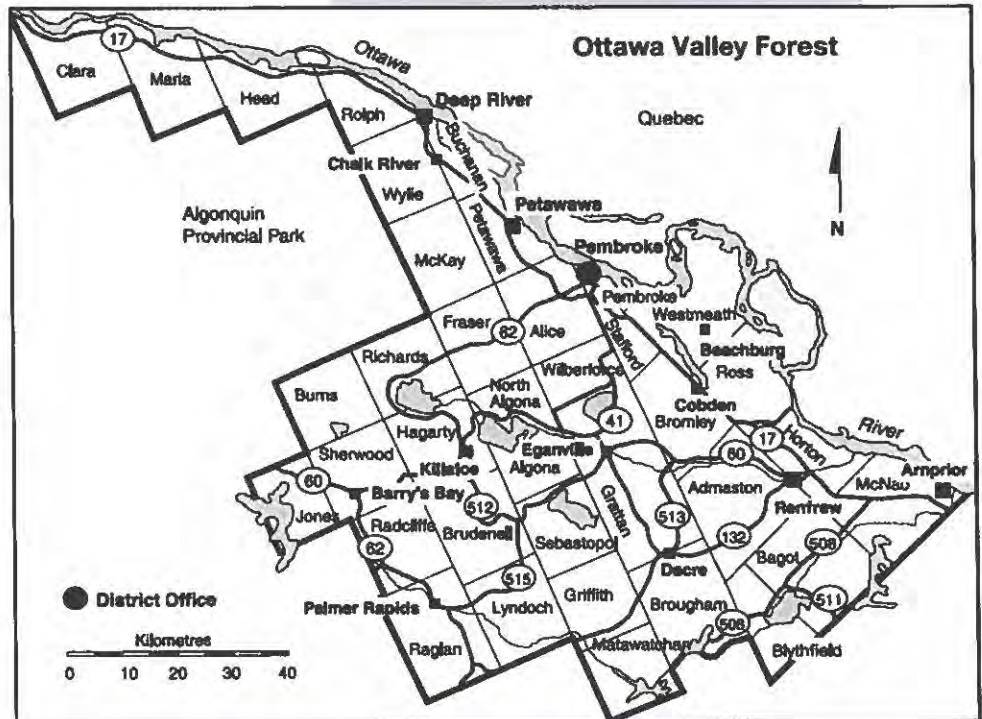 Ottawa Valley Forest
17
Ottawa
Clara
Maria
Head
Rolph
Deep River
Quebec
Buchanan
Chalk River
Wylie
Petawawa
Algonquin
Provincial Park
Petawawa
N
McKay
Pembroke
Pembroke
Westmeath
Fraser
62
Alice
Stafford
Beachburg
Richards
Wilberforce
Ross
Burns
North
Algona
Cobden
41
Bromley
17
Horton
River
Hagarty
Sherwood
Killaloe
Eganville
Algona
60
Arnprior
McNab
60
Barry's Bay
Admaston
Renfrew
Jones
512
Grattan
513
Radcliffe
Brudenell
132
508
62
Sebastopol
Bagot
Dacre
District Office
515
Griffith
Palmer Rapids
Lyndoch
Brougham
511
508
Kilometres
Matawatchan
Raglan
Blythfield
0 10 20 30 40